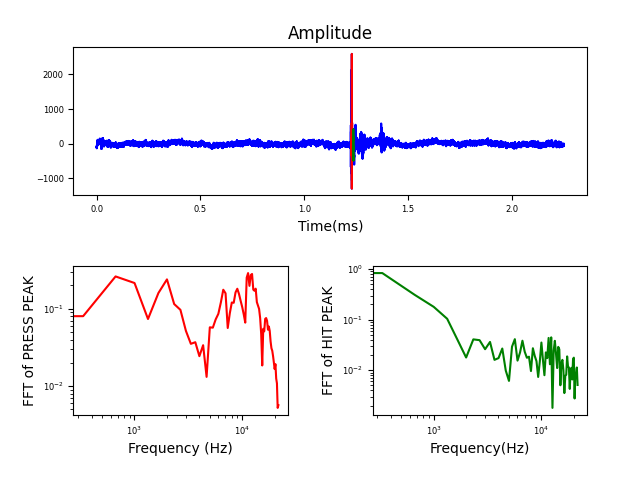 Amplitude
2000
1000
0
−1000
0.0 0.5 1.0 1.5 2.0
Time(ms)
FFT of PRESS PEAK
10⁻¹
10⁻²
10³ 10⁴
Frequency (Hz)
FFT of HIT PEAK
10⁰
10⁻¹
10⁻²
10³ 10⁴
Frequency(Hz)